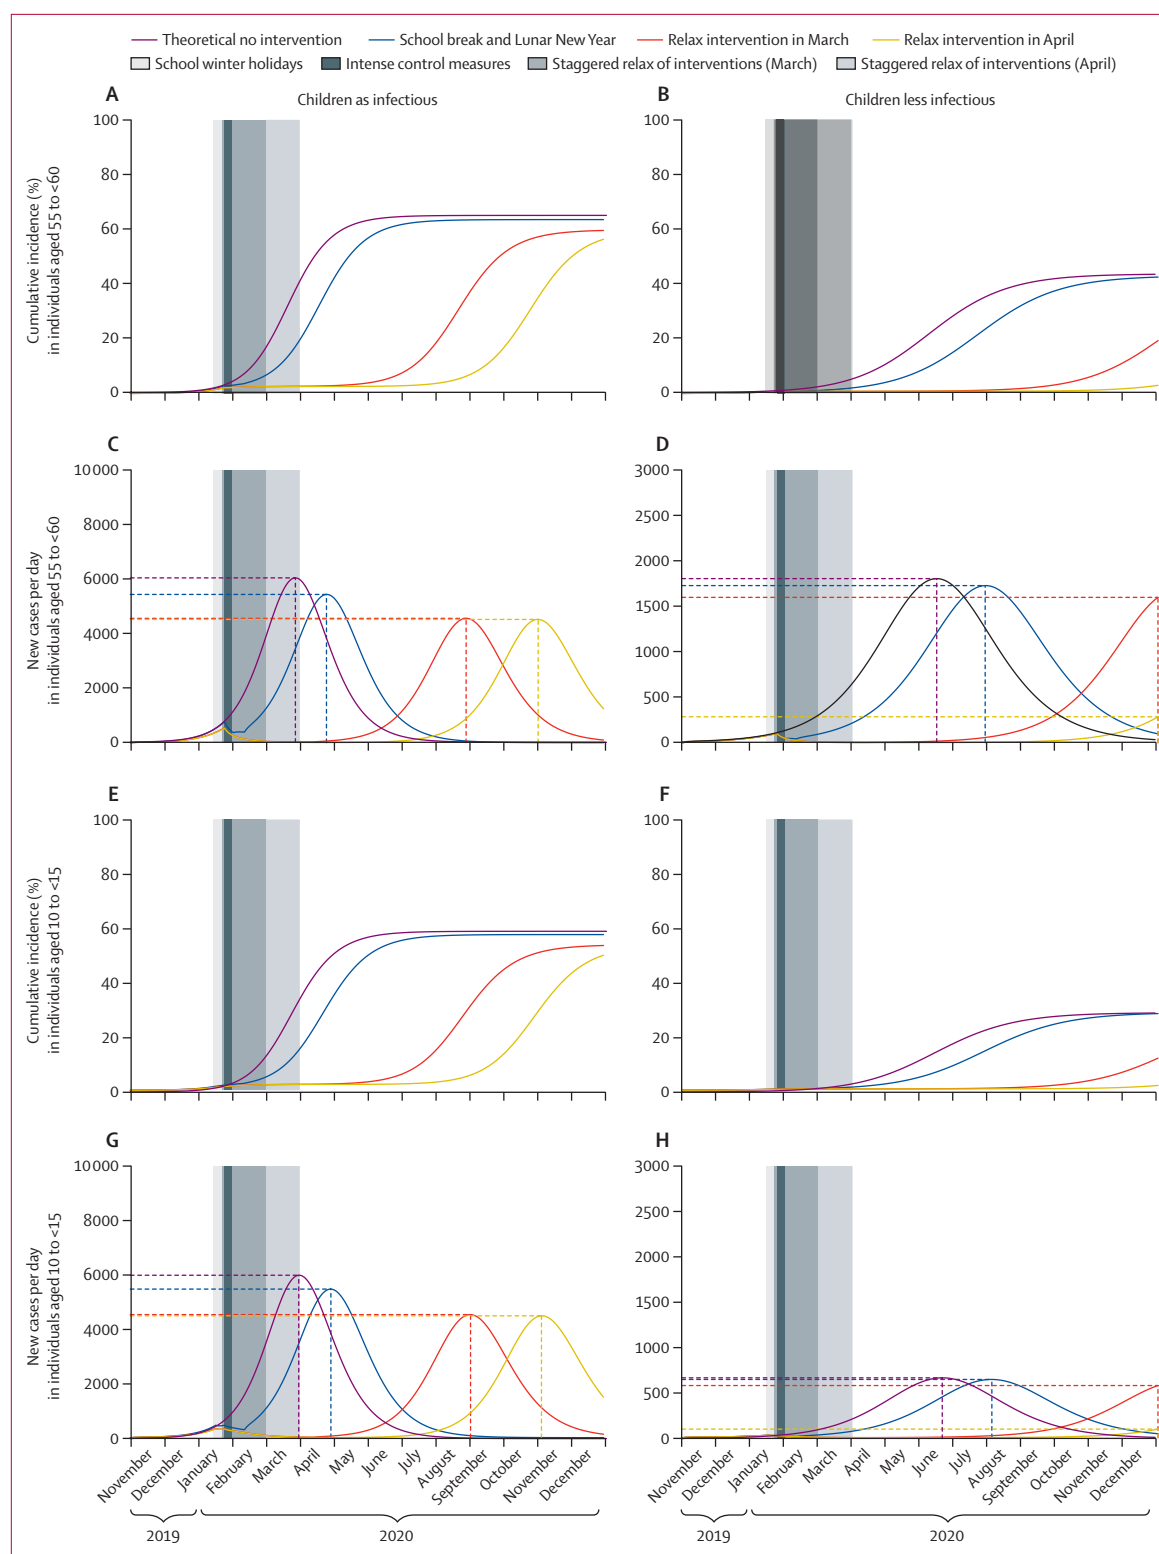 Theoretical no intervention School break and Lunar New Year Relax intervention in March Relax intervention in April
School winter holidays Intense control measures Staggered relax of interventions (March) Staggered relax of interventions (April)
A
Children as infectious
Cumulative incidence (%)
in individuals aged 55 to <60
100
80
60
40
20
0
B
Children less infectious
100
80
60
40
20
0
C
New cases per day
in individuals aged 55 to <60
10 000
8000
6000
4000
2000
0
D
3000
2500
2000
1500
1000
500
0
E
Cumulative incidence (%)
in individuals aged 10 to <15
100
80
60
40
20
0
F
100
80
60
40
20
0
G
New cases per day
in individuals aged 10 to <15
10 000
8000
6000
4000
2000
0
November December January February March April May June July August September October November December
2019 2020
H
3000
2500
2000
1500
1000
500
0
November December January February March April May June July August September October November December
2019 2020